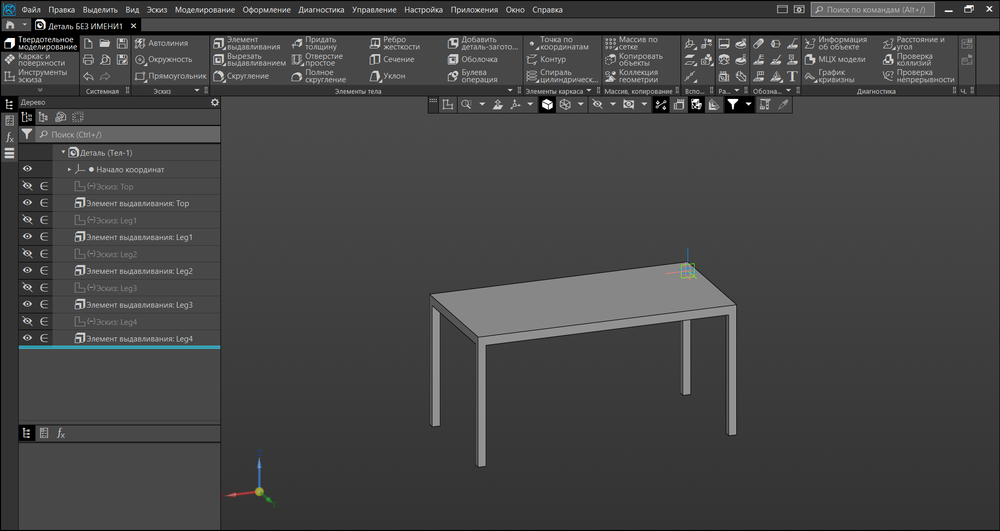 Файл Правка Выделить Вид Эскиз Моделирование Оформление Диагностика Управление Настройка Приложения Окно Справка
Поиск по командам (Alt+/)
Деталь БЕЗ ИМЕНИ1
Твердотельное
моделирование
Каркас и
поверхности
Инструменты
эскиза
Системная
Автолиния
Окружность
Прямоугольник
Эскиз
Элемент
выдавливания
Вырезать
выдавливанием
Скругление
Придать
толщину
Отверстие
простое
Полное
скругление
Ребро
жесткости
Сечение
Уклон
Добавить
деталь-загото...
Оболочка
Булева
операция
Элементы тела
Точка по
координатам
Контур
Спираль
цилиндрическ...
Элементы каркаса
Массив по
сетке
Копировать
объекты
Коллекция
геометрии
Массив, копирование
Вспо...
Ра...
Обозна...
Информация
об объекте
МЦХ модели
График
кривизны
Расстояние и
угол
Проверка
коллизий
Проверка
непрерывности
Диагностика
Ч.
Дерево
Поиск (Ctrl+/)
Деталь (Тел-1)
Начало координат
(−)Эскиз: Top
Элемент выдавливания: Top
(−)Эскиз: Leg1
Элемент выдавливания: Leg1
(−)Эскиз: Leg2
Элемент выдавливания: Leg2
(−)Эскиз: Leg3
Элемент выдавливания: Leg3
(−)Эскиз: Leg4
Элемент выдавливания: Leg4
Z
X
Y